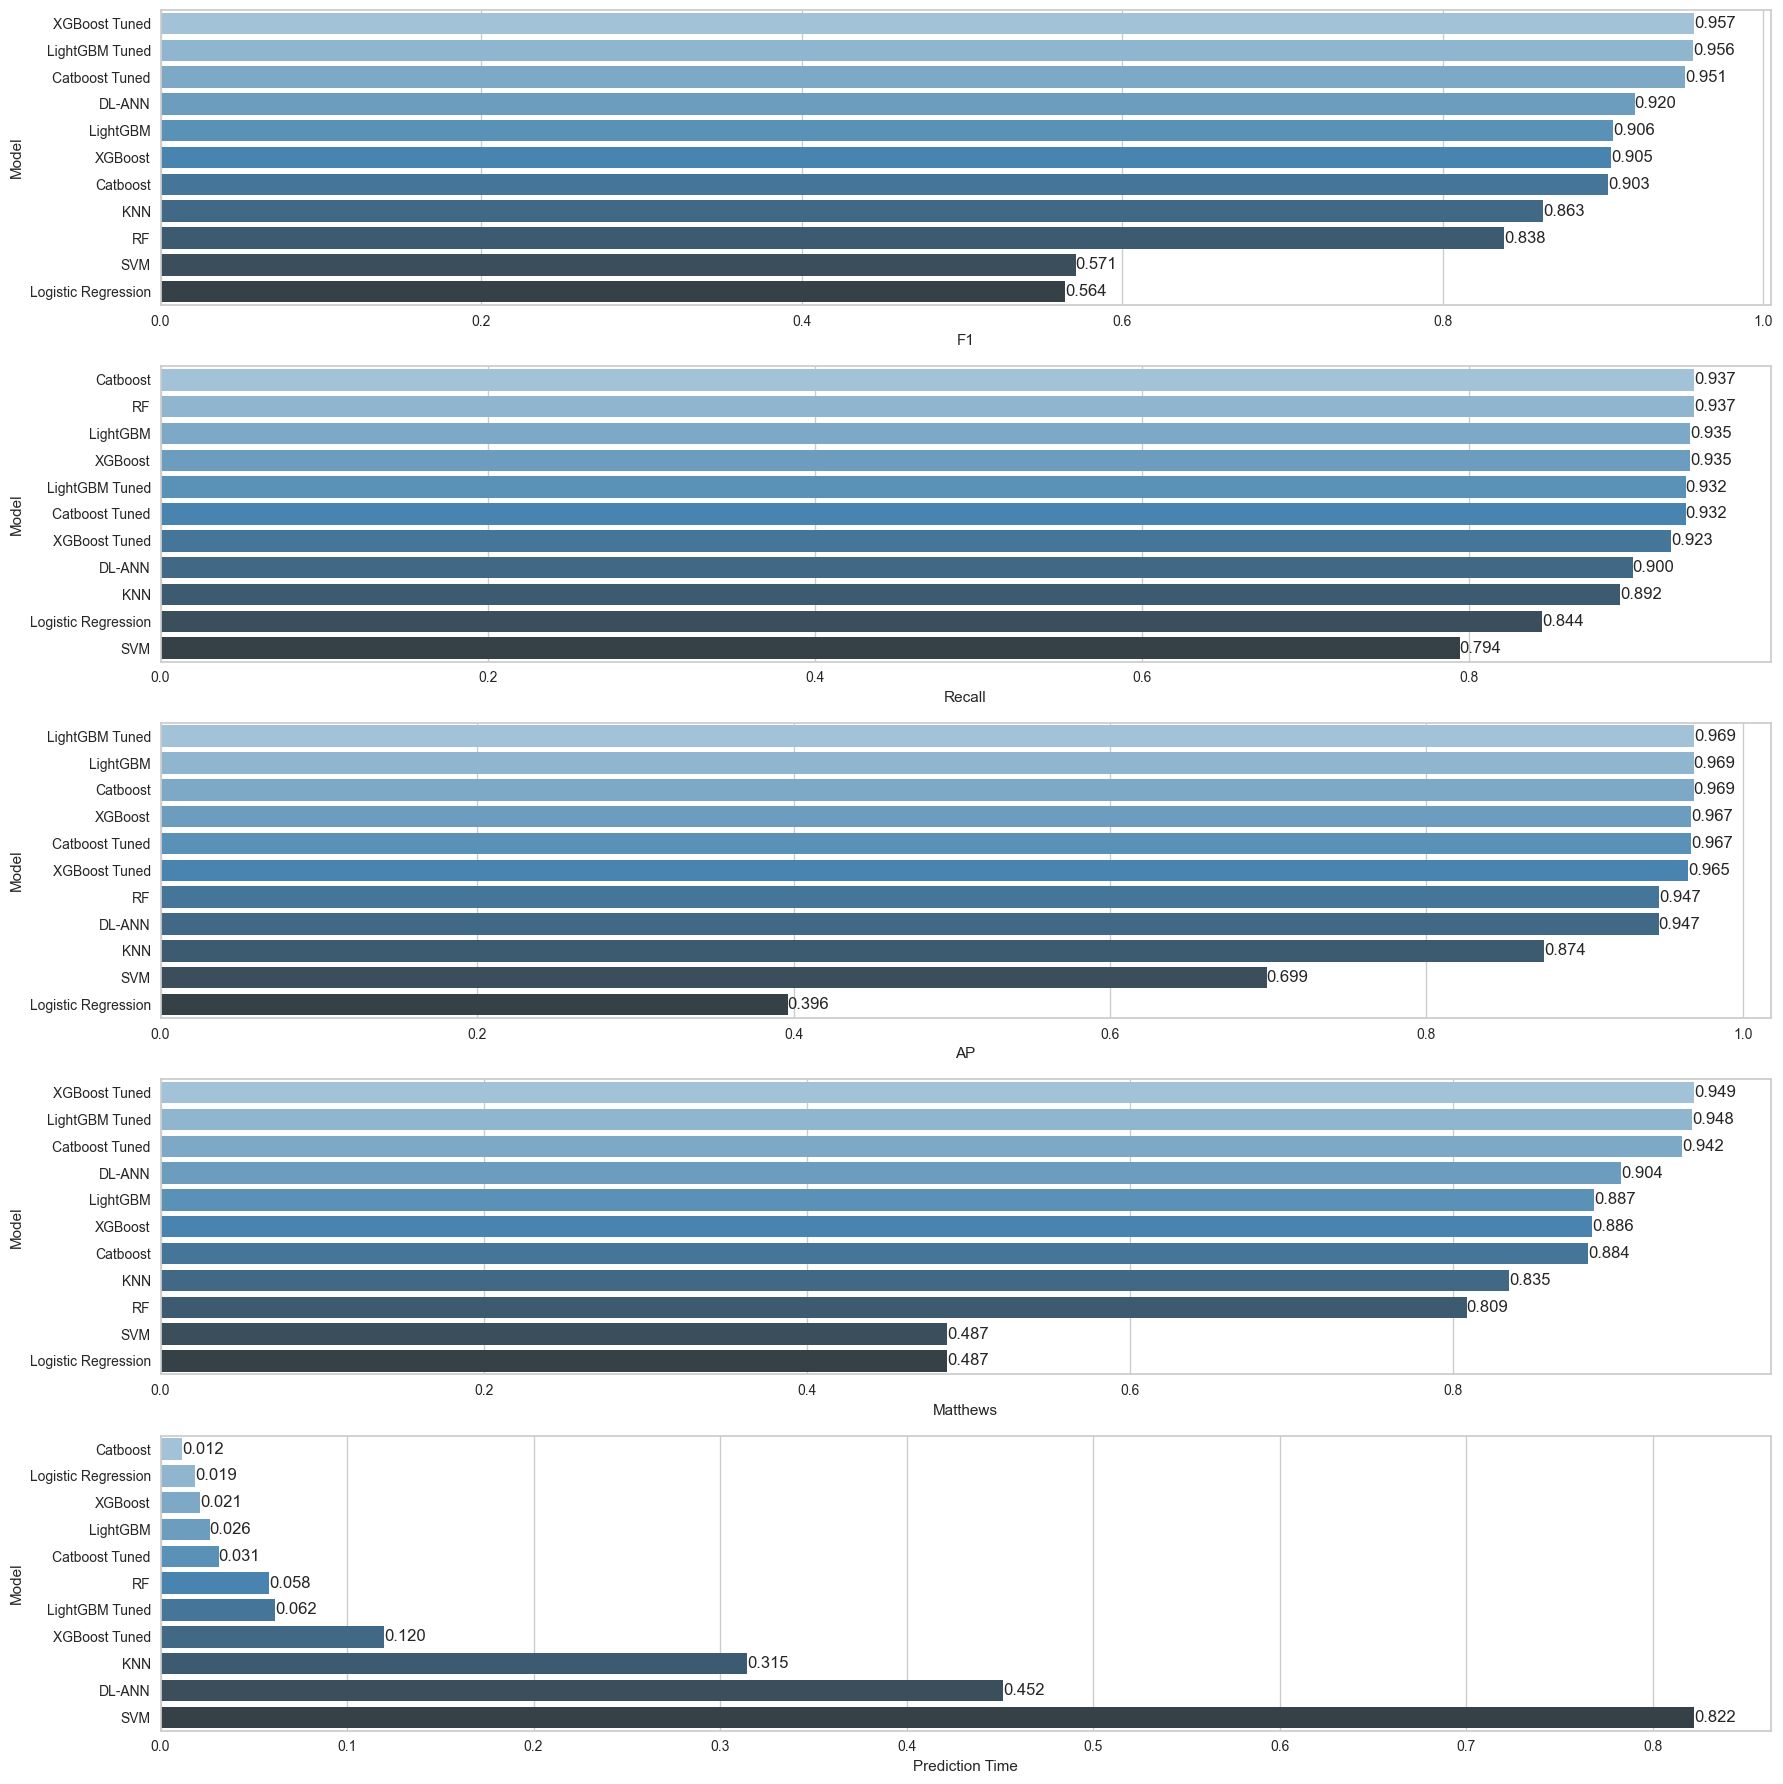 XGBoost Tuned 0.957
LightGBM Tuned 0.956
Catboost Tuned 0.951
DL-ANN 0.920
LightGBM 0.906
XGBoost 0.905
Catboost 0.903
KNN 0.863
RF 0.838
SVM 0.571
Logistic Regression 0.564
Model
0.0 0.2 0.4 0.6 0.8 1.0
F1
Catboost 0.937
RF 0.937
LightGBM 0.935
XGBoost 0.935
LightGBM Tuned 0.932
Catboost Tuned 0.932
XGBoost Tuned 0.923
DL-ANN 0.900
KNN 0.892
Logistic Regression 0.844
SVM 0.794
Model
0.0 0.2 0.4 0.6 0.8
Recall
LightGBM Tuned 0.969
LightGBM 0.969
Catboost 0.969
XGBoost 0.967
Catboost Tuned 0.967
XGBoost Tuned 0.965
RF 0.947
DL-ANN 0.947
KNN 0.874
SVM 0.699
Logistic Regression 0.396
Model
0.0 0.2 0.4 0.6 0.8 1.0
AP
XGBoost Tuned 0.949
LightGBM Tuned 0.948
Catboost Tuned 0.942
DL-ANN 0.904
LightGBM 0.887
XGBoost 0.886
Catboost 0.884
KNN 0.835
RF 0.809
SVM 0.487
Logistic Regression 0.487
Model
0.0 0.2 0.4 0.6 0.8
Matthews
Catboost 0.012
Logistic Regression 0.019
XGBoost 0.021
LightGBM 0.026
Catboost Tuned 0.031
RF 0.058
LightGBM Tuned 0.062
XGBoost Tuned 0.120
KNN 0.315
DL-ANN 0.452
SVM 0.822
Model
0.0 0.1 0.2 0.3 0.4 0.5 0.6 0.7 0.8
Prediction Time